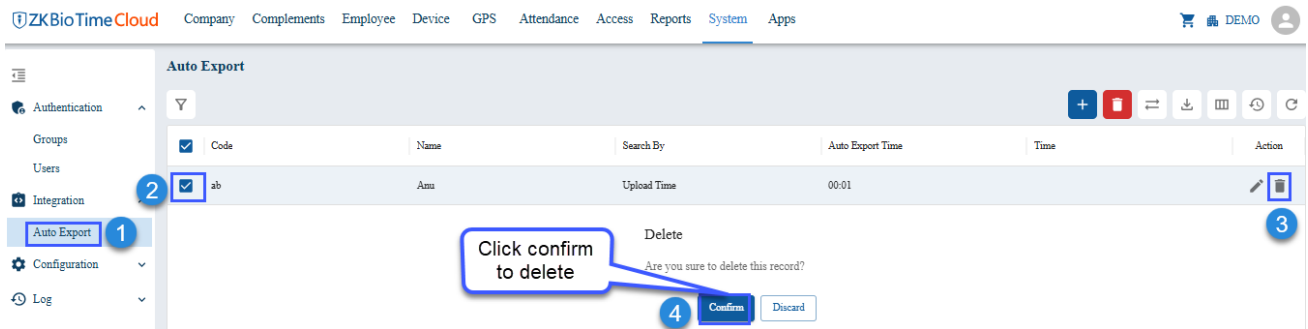 ZKBioTime Cloud Company Complements Employee Device GPS Attendance Access Reports System Apps DEMO
Auto Export
Authentication
Groups
Users
Integration
Auto Export 1
Configuration
Log
Code Name Search By Auto Export Time Time Action
2 ab Anu Upload Time 00:01
3
Click confirm
to delete
Delete
Are you sure to delete this record?
4 Confirm Discard